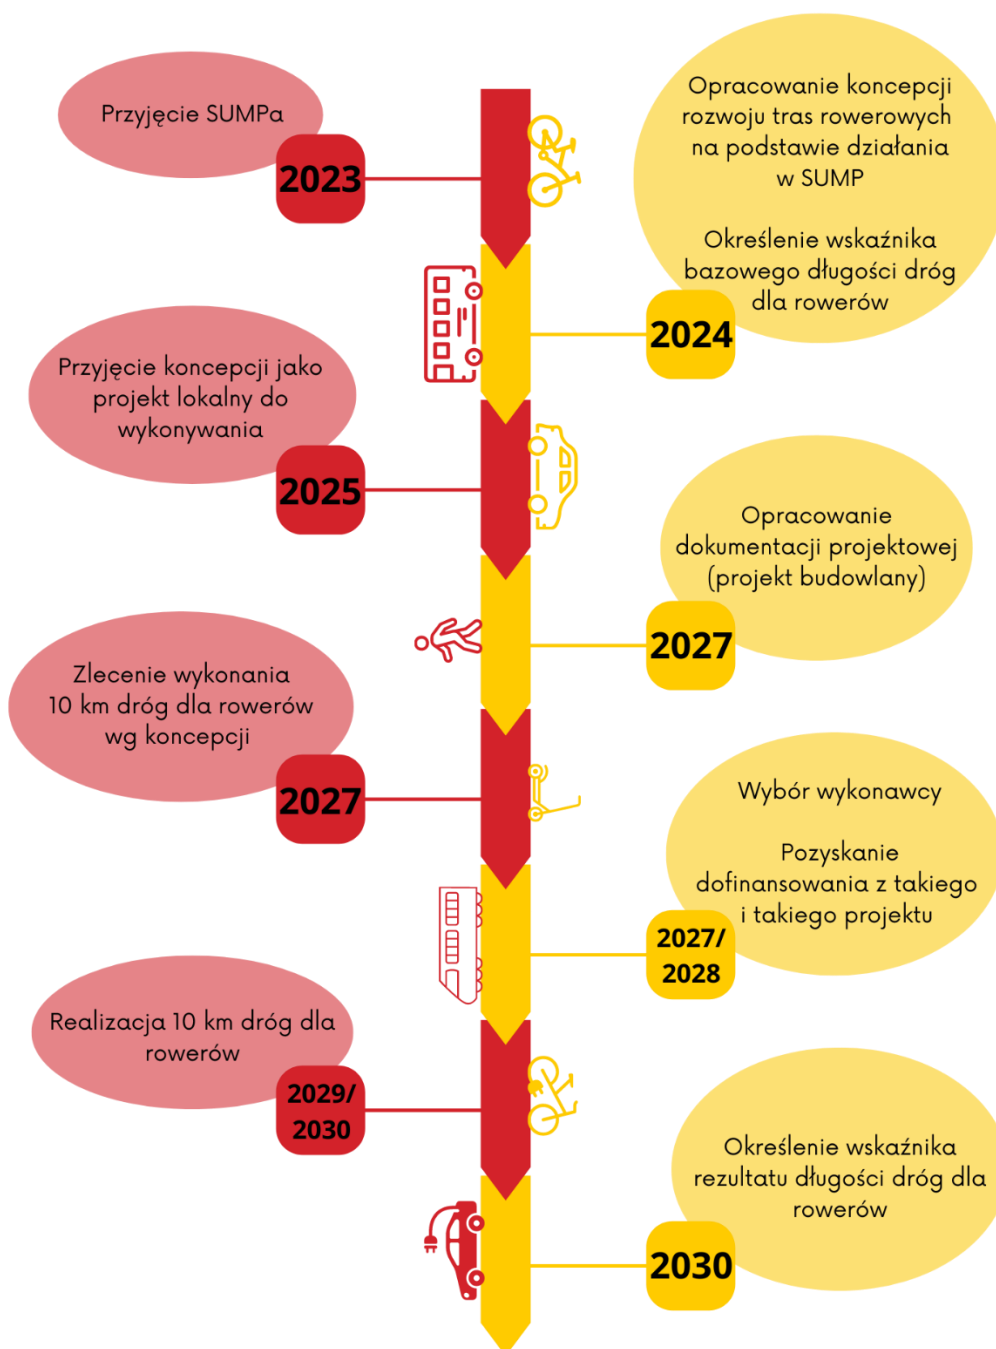 Przyjęcie SUMPa
2023
Opracowanie koncepcji
rozwoju tras rowerowych
na podstawie działania
w SUMP
Określenie wskaźnika
bazowego długości dróg
dla rowerów
2024
Przyjęcie koncepcji jako
projekt lokalny do
wykonywania
2025
Opracowanie
dokumentacji projektowej
(projekt budowlany)
2027
Zlecenie wykonania
10 km dróg dla rowerów
wg koncepcji
2027
Wybór wykonawcy
Pozyskanie
dofinansowania z takiego
i takiego projektu
2027/
2028
Realizacja 10 km dróg dla
rowerów
2029/
2030
Określenie wskaźnika
rezultatu długości dróg dla
rowerów
2030